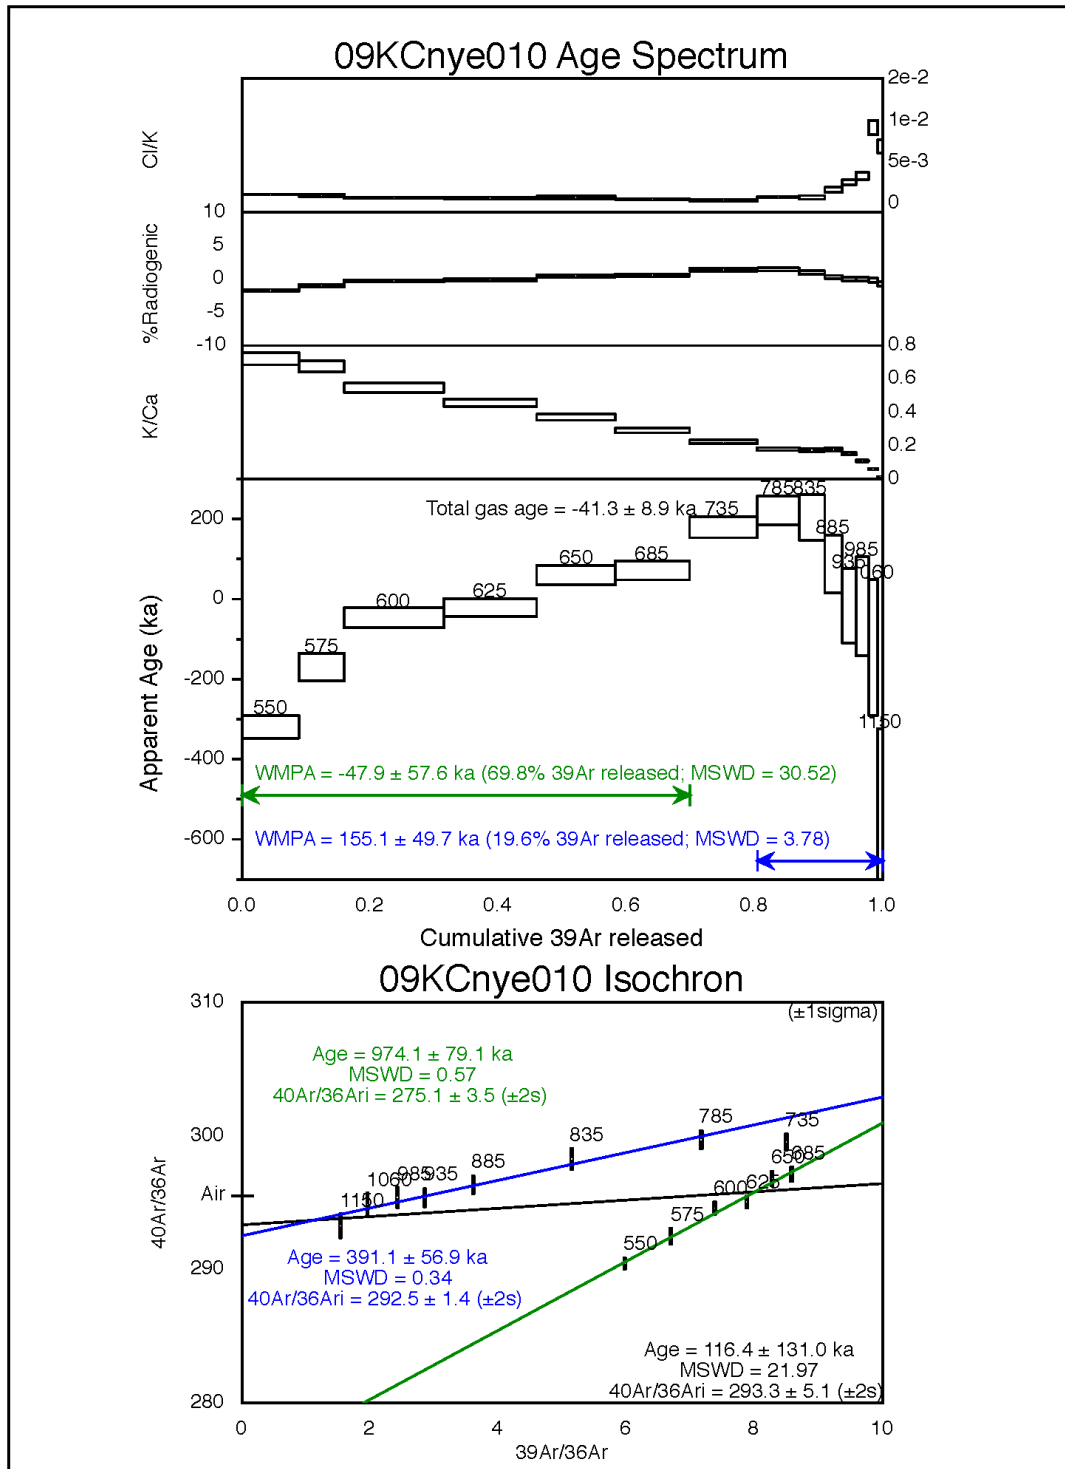 09KCnye010 Age Spectrum
Cl/K
2e-2
1e-2
5e-3
0
%Radiogenic
10
5
0
-5
-10
K/Ca
0.8
0.6
0.4
0.2
0
Apparent Age (ka)
200
0
-200
-400
-600
Total gas age = -41.3 ± 8.9 ka
550
575
600
625
650
685
735
785
835
885
935
985
1150
WMPA = -47.9 ± 57.6 ka (69.8% 39Ar released; MSWD = 30.52)
WMPA = 155.1 ± 49.7 ka (19.6% 39Ar released; MSWD = 3.78)
0.0 0.2 0.4 0.6 0.8 1.0
Cumulative 39Ar released
09KCnye010 Isochron
(±1sigma)
40Ar/36Ar
310
300
Air
290
280
Age = 974.1 ± 79.1 ka
MSWD = 0.57
40Ar/36Ari = 275.1 ± 3.5 (±2s)
1150
1060
985
935
885
835
785
735
650
685
600
625
575
550
Age = 391.1 ± 56.9 ka
MSWD = 0.34
40Ar/36Ari = 292.5 ± 1.4 (±2s)
Age = 116.4 ± 131.0 ka
MSWD = 21.97
40Ar/36Ari = 293.3 ± 5.1 (±2s)
0 2 4 6 8 10
39Ar/36Ar